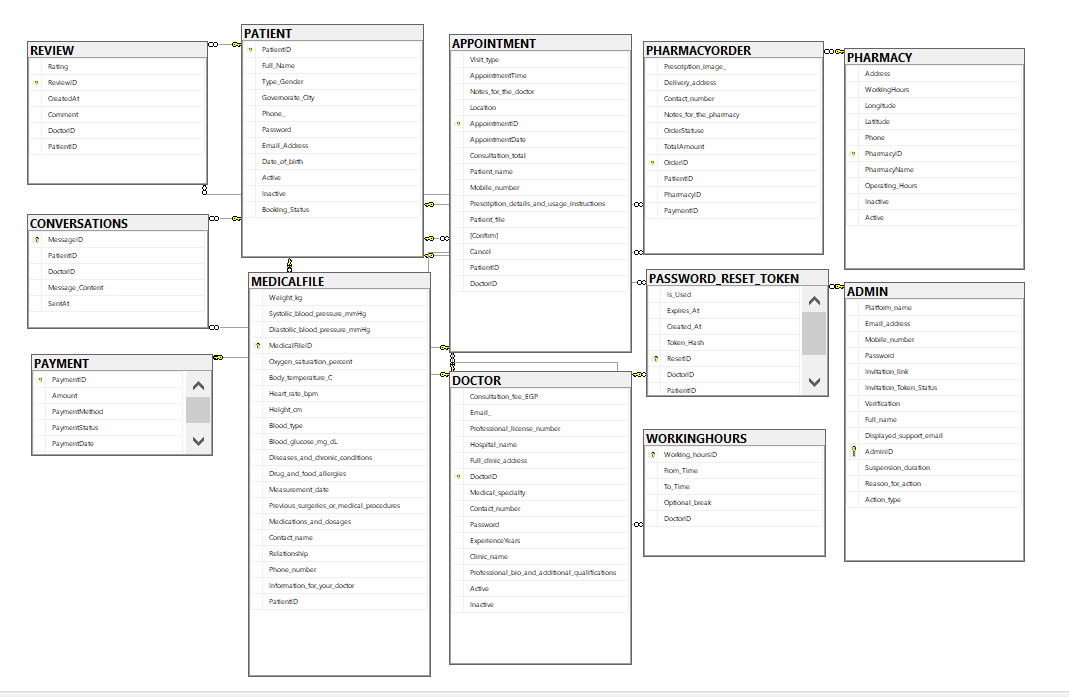 REVIEW
Rating
ReviewID
CreatedAt
Comment
DoctorID
PatientID
PATIENT
PatientID
Full_Name
Type_Gender
Governorate_City
Phone_
Password
Email_Address
Date_of_birth
Active
Inactive
Booking_Status
APPOINTMENT
Visit_type
AppointmentTime
Notes_for_the_doctor
Location
AppointmentID
AppointmentDate
Consultation_total
Patient_name
Mobile_number
Prescription_details_and_usage_instructions
Patient_file
[Confirm]
Cancel
PatientID
DoctorID
PHARMACYORDER
Prescription_image_
Delivery_address
Contact_number
Notes_for_the_pharmacy
OrderStatuse
TotalAmount
OrderID
PatientID
PharmacyID
PaymentID
PHARMACY
Address
WorkingHours
Longitude
Latitude
Phone
PharmacyID
PharmacyName
Operating_Hours
Inactive
Active
CONVERSATIONS
MessageID
PatientID
DoctorID
Message_Content
SentAt
MEDICALFILE
Weight_kg
Systolic_blood_pressure_mmHg
Diastolic_blood_pressure_mmHg
MedicalFileID
Oxygen_saturation_percent
Body_temperature_C
Heart_rate_bpm
Height_cm
Blood_type
Blood_glucose_mg_dL
Diseases_and_chronic_conditions
Drug_and_food_allergies
Measurement_date
Previous_surgeries_or_medical_procedures
Medications_and_dosages
Contact_name
Relationship
Phone_number
Information_for_your_doctor
PatientID
PASSWORD_RESET_TOKEN
Is_Used
Expires_At
Created_At
Token_Hash
ResetID
DoctorID
PatientID
ADMIN
Platform_name
Email_address
Mobile_number
Password
Invitation_link
Invitation_Token_Status
Verification
Full_name
Displayed_support_email
AdminID
Suspension_duration
Reason_for_action
Action_type
PAYMENT
PaymentID
Amount
PaymentMethod
PaymentStatus
PaymentDate
DOCTOR
Consultation_fee_EGP
Email_
Professional_license_number
Hospital_name
Full_clinic_address
DoctorID
Medical_specialty
Contact_number
Password
ExperienceYears
Clinic_name
Professional_bio_and_additional_qualifications
Active
Inactive
WORKINGHOURS
Working_hoursID
From_Time
To_Time
Optional_break
DoctorID